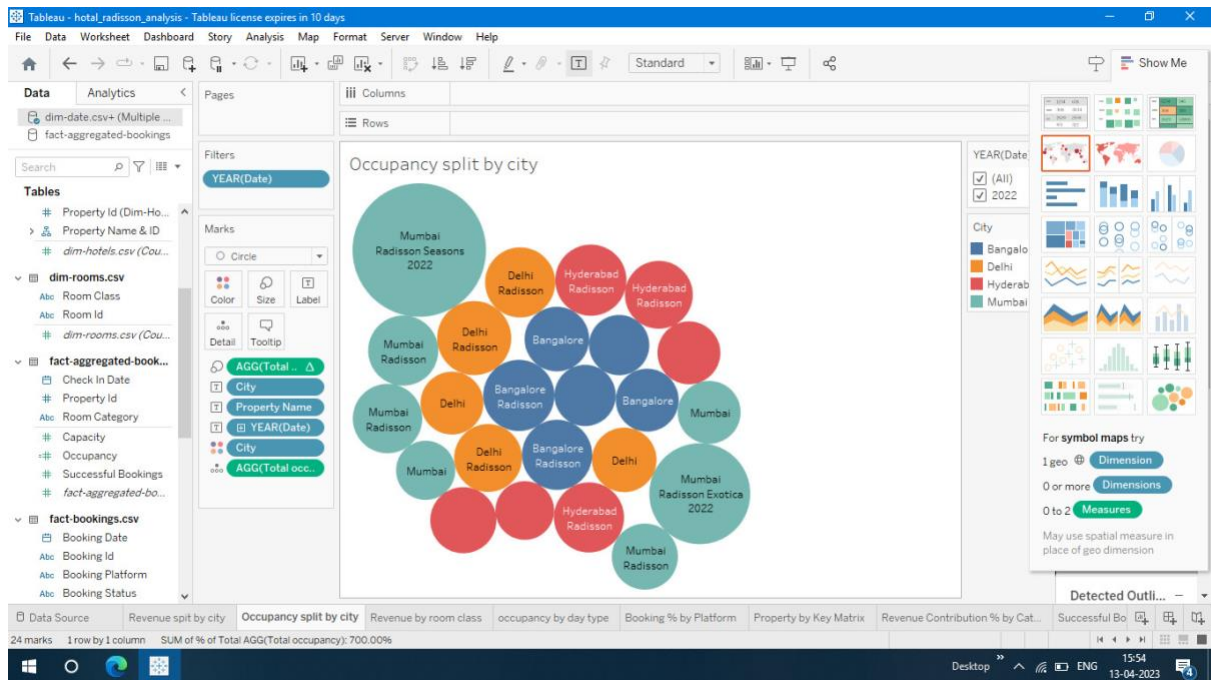 Tableau - hotal_radisson_analysis - Tableau license expires in 10 days
File Data Worksheet Dashboard Story Analysis Map Format Server Window Help
Standard
Show Me
Data Analytics
dim-date.csv+ (Multiple ...
fact-aggregated-bookings
Search
Tables
Property Id (Dim-Ho...
Property Name & ID
dim-hotels.csv (Cou...
dim-rooms.csv
Abc Room Class
Abc Room Id
dim-rooms.csv (Cou...
fact-aggregated-book...
Check In Date
Property Id
Abc Room Category
Capacity
Occupancy
Successful Bookings
fact-aggregated-bo...
fact-bookings.csv
Booking Date
Abc Booking Id
Abc Booking Platform
Abc Booking Status
Pages
Filters
YEAR(Date)
Marks
Circle
Color Size Label
Detail Tooltip
AGG(Total ..
City
Property Name
YEAR(Date)
City
AGG(Total occ..
Columns
Rows
Occupancy split by city
Mumbai
Radisson Seasons
2022
Delhi
Radisson
Hyderabad
Radisson
Hyderabad
Radisson
Mumbai
Radisson
Delhi
Radisson
Bangalore
Mumbai
Radisson
Delhi
Bangalore
Radisson
Bangalore
Mumbai
Mumbai
Delhi
Radisson
Bangalore
Radisson
Delhi
Mumbai
Radisson Exotica
2022
Hyderabad
Radisson
Mumbai
Radisson
YEAR(Date
(All)
2022
City
Bangalo
Delhi
Hyderab
Mumbai
For symbol maps try
1 geo Dimension
0 or more Dimensions
0 to 2 Measures
May use spatial measure in
place of geo dimension
Detected Outli...
Data Source Revenue spit by city Occupancy split by city Revenue by room class occupancy by day type Booking % by Platform Property by Key Matrix Revenue Contribution % by Cat... Successful Bo
24 marks 1 row by 1 column SUM of % of Total AGG(Total occupancy): 700.00%
Desktop ENG 15:54
13-04-2023
4